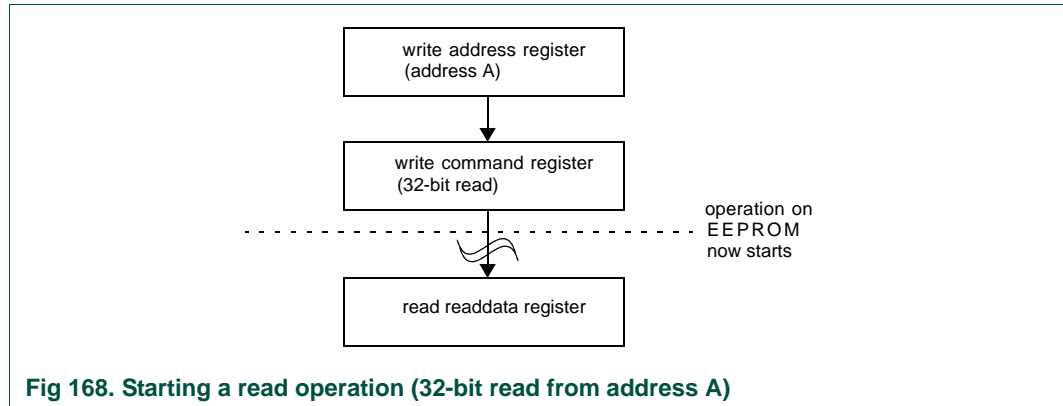 write address register
(address A)
write command register
(32-bit read)
operation on
EEPROM
now starts
read readdata register
Fig 168. Starting a read operation (32-bit read from address A)